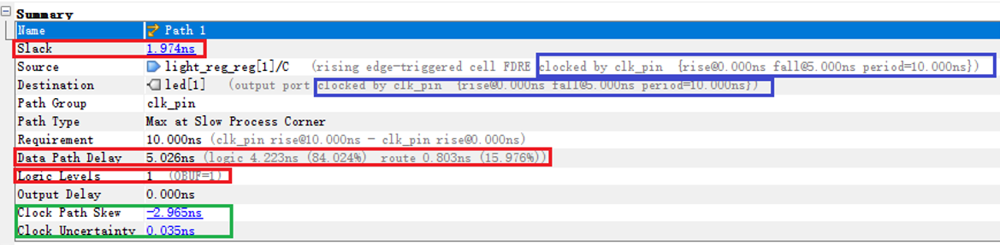 Summary
Name Path 1
Slack 1.974ns
Source light_reg_reg[1]/C (rising edge-triggered cell FDRE clocked by clk_pin {rise@0.000ns fall@5.000ns period=10.000ns})
Destination led[1] (output port clocked by clk_pin {rise@0.000ns fall@5.000ns period=10.000ns})
Path Group clk_pin
Path Type Max at Slow Process Corner
Requirement 10.000ns (clk_pin rise@10.000ns - clk_pin rise@0.000ns)
Data Path Delay 5.026ns (logic 4.223ns (84.024%) route 0.803ns (15.976%))
Logic Levels 1 (OBUF=1)
Output Delay 0.000ns
Clock Path Skew -2.965ns
Clock Uncertainty 0.035ns